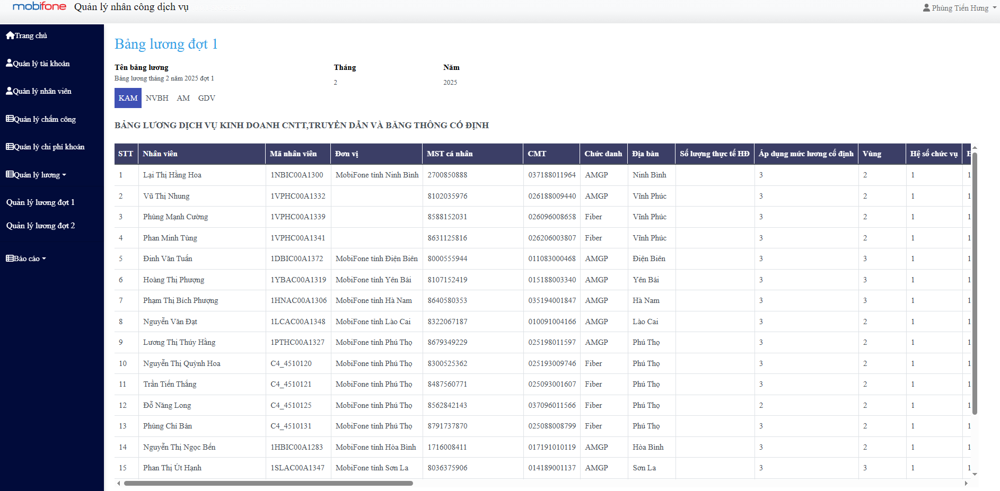 mobifone Quản lý nhân công dịch vụ
Phùng Tiến Hưng
Trang chủ
Quản lý tài khoản
Quản lý nhân viên
Quản lý chấm công
Quản lý chi phí khoán
Quản lý lương
Quản lý lương đợt 1
Quản lý lương đợt 2
Báo cáo
Bảng lương đợt 1
Tên bảng lương Tháng Năm
Bảng lương tháng 2 năm 2025 đợt 1 2 2025
KAM NVBH AM GDV
BẢNG LƯƠNG DỊCH VỤ KINH DOANH CNTT,TRUYỀN DẪN VÀ BĂNG THÔNG CỐ ĐỊNH
STT Nhân viên Mã nhân viên Đơn vị MST cá nhân CMT Chức danh Địa bàn Số lượng thực tế HĐ Áp dụng mức lương cố định Vùng Hệ số chức vụ
1 Lại Thị Hằng Hoa 1NBIC00A1300 MobiFone tỉnh Ninh Bình 2700850888 037188011964 AMGP Ninh Bình 3 2 1 1
2 Vũ Thị Nhung 1VPHC00A1332 8102035976 026188009440 AMGP Vĩnh Phúc 3 2 1 1
3 Phùng Mạnh Cường 1VPHC00A1339 8588152031 026096008658 Fiber Vĩnh Phúc 3 2 1 1
4 Phan Minh Tùng 1VPHC00A1341 8631125816 026206003807 Fiber Vĩnh Phúc 3 2 1 1
5 Đinh Văn Tuấn 1DBIC00A1372 MobiFone tỉnh Điện Biên 8000555944 011083000468 AMGP Điện Biên 3 3 1 1
6 Hoàng Thị Phượng 1YBAC00A1319 MobiFone tỉnh Yên Bái 8107152419 015188003340 AMGP Yên Bái 3 3 1 1
7 Phạm Thị Bích Phượng 1HNAC00A1306 MobiFone tỉnh Hà Nam 8640580353 035194001847 AMGP Hà Nam 3 3 1 1
8 Nguyễn Văn Đạt 1LCAC00A1348 MobiFone tỉnh Lào Cai 8322067187 010091004166 AMGP Lào Cai 3 2 1 1
9 Lương Thị Thúy Hằng 1PTHC00A1327 MobiFone tỉnh Phú Thọ 8679349229 025198011597 AMGP Phú Thọ 3 2 1 1
10 Nguyễn Thị Quỳnh Hoa C4_4510120 MobiFone tỉnh Phú Thọ 8300525362 025193009746 Fiber Phú Thọ 3 2 1 1
11 Trần Tiến Thắng C4_4510121 MobiFone tỉnh Phú Thọ 8487560771 025093001607 Fiber Phú Thọ 3 2 1 1
12 Đỗ Năng Long C4_4510125 MobiFone tỉnh Phú Thọ 8562842143 037096011566 Fiber Phú Thọ 2 2 1 1
13 Phùng Chí Bản C4_4510131 MobiFone tỉnh Phú Thọ 8791737870 025088008799 Fiber Phú Thọ 3 2 1 1
14 Nguyễn Thị Ngọc Bến 1HBIC00A1283 MobiFone tỉnh Hòa Bình 1716008411 017191010119 AMGP Hòa Bình 3 2 1 1
15 Phan Thị Út Hạnh 1SLAC00A1347 MobiFone tỉnh Sơn La 8036375906 014189001137 AMGP Sơn La 3 3 1 1